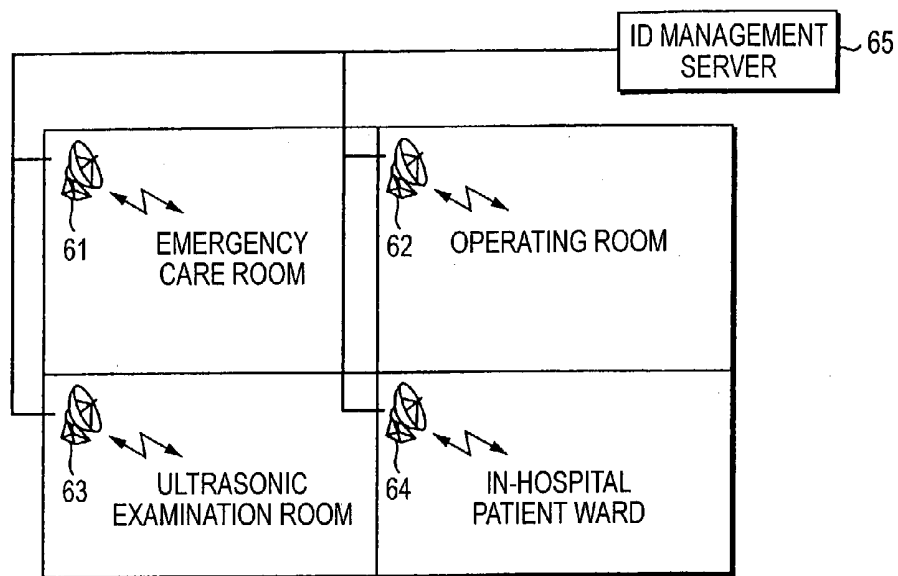 ID MANAGEMENT
SERVER
65
61
EMERGENCY
CARE ROOM
62
OPERATING ROOM
63
ULTRASONIC
EXAMINATION ROOM
64
IN-HOSPITAL
PATIENT WARD